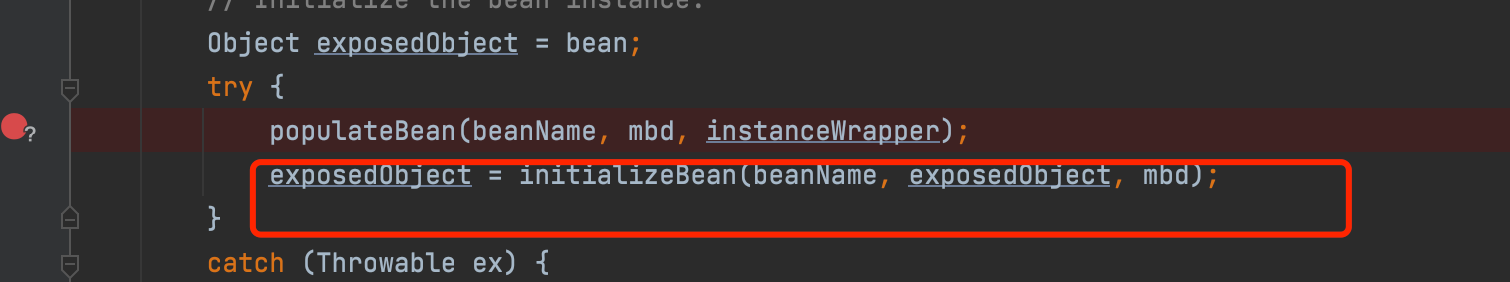 // Initialize the bean instance.
Object exposedObject = bean;
try {
populateBean(beanName, mbd, instanceWrapper);
?
exposedObject = initializeBean(beanName, exposedObject, mbd);
}
catch (Throwable ex) {